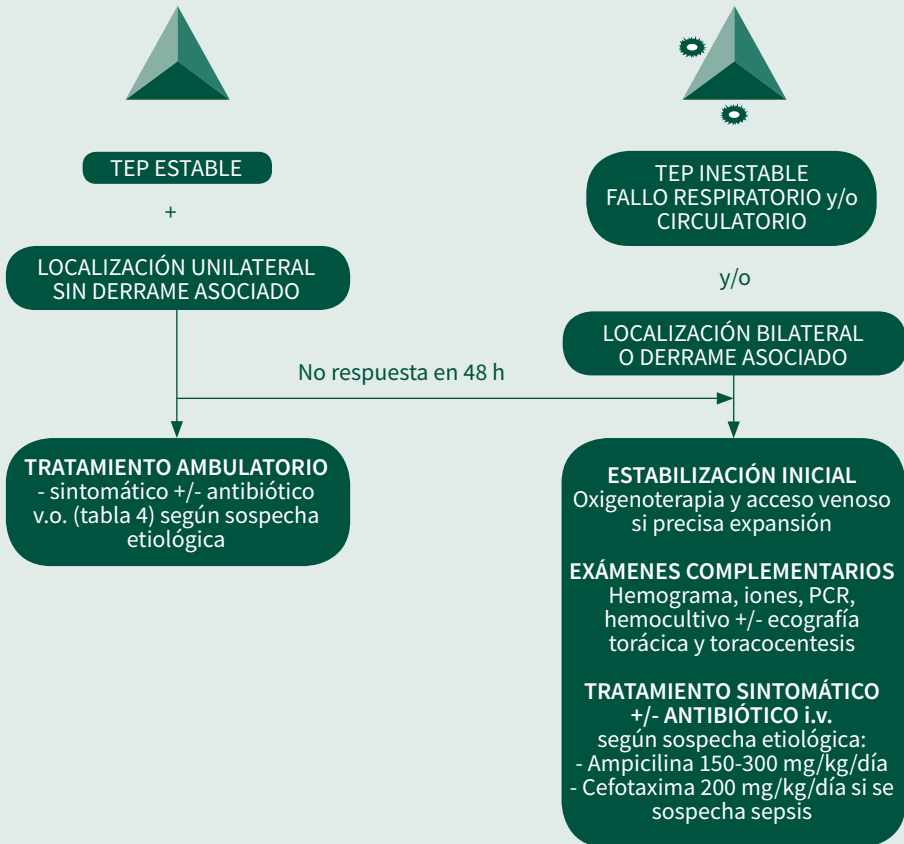 TEP ESTABLE
+
LOCALIZACIÓN UNILATERAL
SIN DERRAME ASOCIADO
TEP INESTABLE
FALLO RESPIRATORIO y/o
CIRCULATORIO
y/o
LOCALIZACIÓN BILATERAL
O DERRAME ASOCIADO
No respuesta en 48 h
TRATAMIENTO AMBULATORIO
- sintomático +/- antibiótico
v.o. (tabla 4) según sospecha
etiológica
ESTABILIZACIÓN INICIAL
Oxigenoterapia y acceso venoso
si precisa expansión
EXÁMENES COMPLEMENTARIOS
Hemograma, iones, PCR,
hemocultivo +/- ecografía
torácica y toracocentesis
TRATAMIENTO SINTOMÁTICO
+/- ANTIBIÓTICO i.v.
según sospecha etiológica:
- Ampicilina 150-300 mg/kg/día
- Cefotaxima 200 mg/kg/día si se
sospecha sepsis